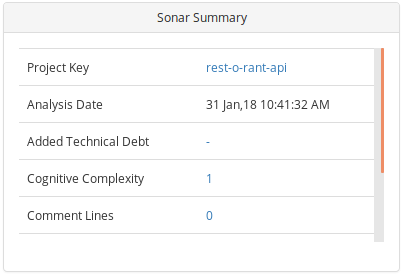 Sonar Summary
Project Key rest-o-rant-api
Analysis Date 31 Jan,18 10:41:32 AM
Added Technical Debt -
Cognitive Complexity 1
Comment Lines 0